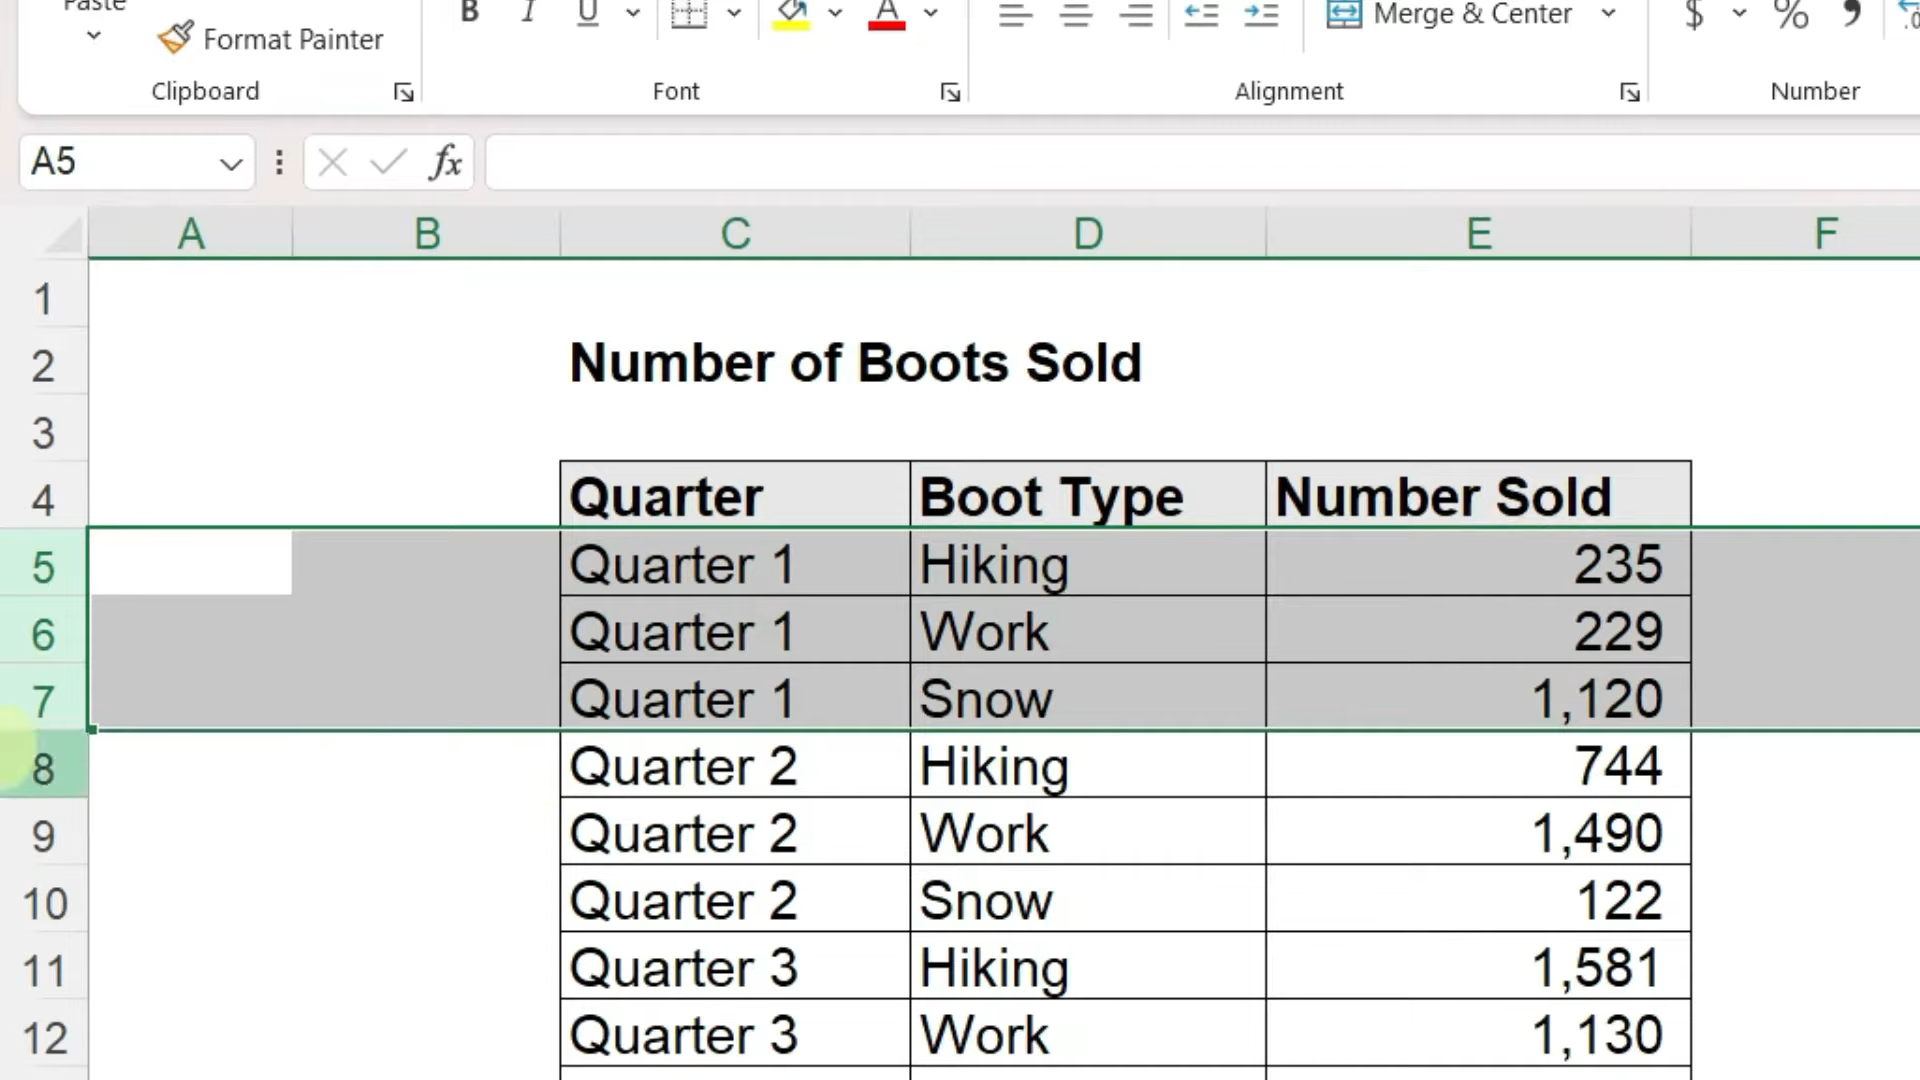 Paste
B I U A Merge & Center $ % 9
Format Painter
Clipboard Font Alignment Number
A5 fx
A B C D E F
1
2 Number of Boots Sold
3
4 Quarter Boot Type Number Sold
5 Quarter 1 Hiking 235
6 Quarter 1 Work 229
7 Quarter 1 Snow 1,120
8 Quarter 2 Hiking 744
9 Quarter 2 Work 1,490
10 Quarter 2 Snow 122
11 Quarter 3 Hiking 1,581
12 Quarter 3 Work 1,130